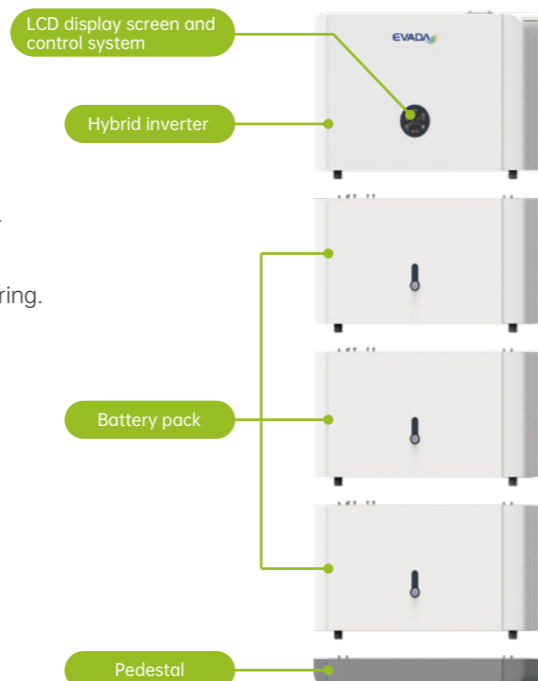 LCD display screen and
control system
EVADA
Hybrid inverter
ring.
Battery pack
Pedestal